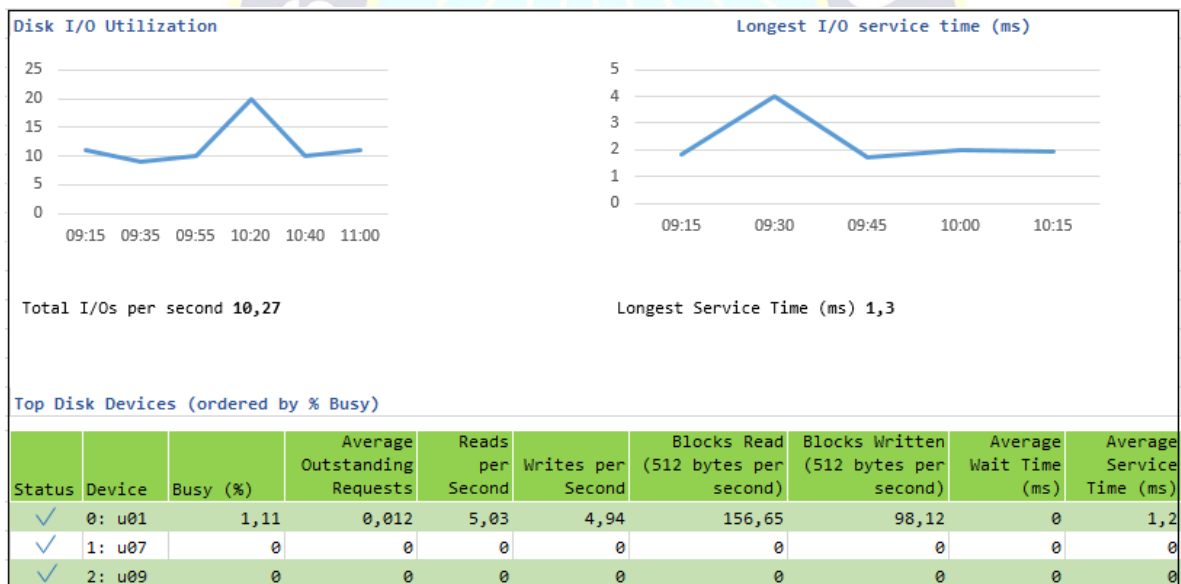 Disk I/O Utilization
25
20
15
10
5
0
09:15 09:35 09:55 10:20 10:40 11:00
Total I/Os per second 10,27
Longest I/O service time (ms)
5
4
3
2
1
0
09:15 09:30 09:45 10:00 10:15
Longest Service Time (ms) 1,3
Top Disk Devices (ordered by % Busy)
Status Device Busy (%) Average Outstanding Requests Reads per Second Writes per Second Blocks Read (512 bytes per second) Blocks Written (512 bytes per second) Average Wait Time (ms) Average Service Time (ms)
0: u01 1,11 0,012 5,03 4,94 156,65 98,12 0 1,2
1: u07 0 0 0 0 0 0 0 0
2: u09 0 0 0 0 0 0 0 0